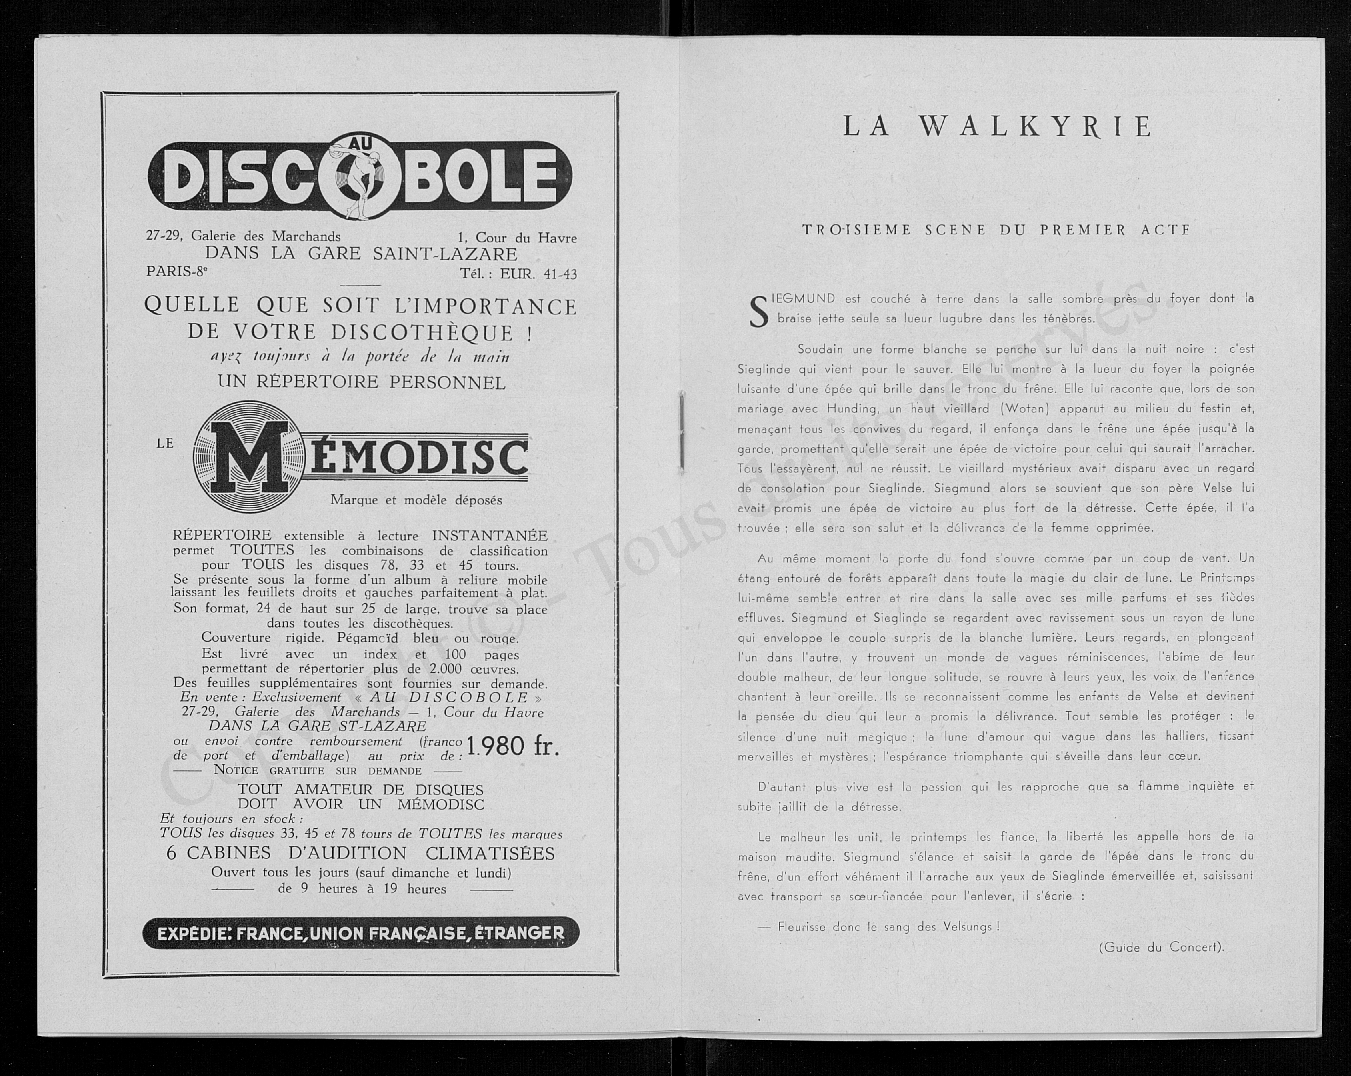 AU
DISCOBOLE
27-29, Galerie des Marchands 1, Cour du Havre
DANS LA GARE SAINT-LAZARE
PARIS-8e Tél. : EUR. 41-43
QUELLE QUE SOIT L'IMPORTANCE
DE VOTRE DISCOTHÈQUE !
ayez toujours à la portée de la main
UN RÉPERTOIRE PERSONNEL
LE MÉMODISC
Marque et modèle déposés
RÉPERTOIRE extensible à lecture INSTANTANÉE
permet TOUTES les combinaisons de classification
pour TOUS les disques 78, 33 et 45 tours.
Se présente sous la forme d'un album à reliure mobile
laissant les feuillets droits et gauches parfaitement à plat.
Son format, 24 de haut sur 25 de large, trouve sa place
dans toutes les discothèques.
Couverture rigide. Pégamoïd bleu ou rouge.
Est livré avec un index et 100 pages
permettant de répertorier plus de 2.000 œuvres.
Des feuilles supplémentaires sont fournies sur demande.
En vente : Exclusivement « AU DISCOBOLE »
27-29, Galerie des Marchands — 1, Cour du Havre
DANS LA GARE ST-LAZARE
ou envoi contre remboursement (franco
de port et d'emballage) au prix de : 1.980 fr.
NOTICE GRATUITE SUR DEMANDE
TOUT AMATEUR DE DISQUES
DOIT AVOIR UN MÉMODISC
Et toujours en stock :
TOUS les disques 33, 45 et 78 tours de TOUTES les marques
6 CABINES D'AUDITION CLIMATISÉES
Ouvert tous les jours (sauf dimanche et lundi)
de 9 heures à 19 heures
EXPÉDIE: FRANCE, UNION FRANÇAISE, ÉTRANGER
LA WALKYRIE
TROISIEME SCENE DU PREMIER ACTE
SIEGMUND est couché à terre dans la salle sombre près du foyer dont la
braise jette seule sa lueur lugubre dans les ténèbres.
Soudain une forme blanche se penche sur lui dans la nuit noire : c'est
Sieglinde qui vient pour le sauver. Elle lui montre à la lueur du foyer la poignée
luisante d'une épée qui brille dans le tronc du frêne. Elle lui raconte que, lors de son
mariage avec Hunding, un haut vieillard (Wotan) apparut au milieu du festin et,
menaçant tous les convives du regard, il enfonça dans le frêne une épée jusqu'à la
garde, promettant qu'elle serait une épée de victoire pour celui qui saurait l'arracher.
Tous l'essayèrent, nul ne réussit. Le vieillard mystérieux avait disparu avec un regard
de consolation pour Sieglinde. Siegmund alors se souvient que son père Velse lui
avait promis une épée de victoire au plus fort de la détresse. Cette épée, il l'a
trouvée ; elle sera son salut et la délivrance de la femme opprimée.
Au même moment la porte du fond s'ouvre comme par un coup de vent. Un
étang entouré de forêts apparaît dans toute la magie du clair de lune. Le Printemps
lui-même semble entrer et rire dans la salle avec ses mille parfums et ses tièdes
effluves. Siegmund et Sieglinde se regardent avec ravissement sous un rayon de lune
qui enveloppe le couple surpris de la blanche lumière. Leurs regards, en plongeant
l'un dans l'autre, y trouvent un monde de vagues réminiscences, l'abime de leur
double malheur, de leur longue solitude, se rouvre à leurs yeux, les voix de l'enfance
chantent à leur oreille. Ils se reconnaissent comme les enfants de Velse et devinent
la pensée du dieu qui leur a promis la délivrance. Tout semble les protéger : le
silence d'une nuit magique ; la lune d'amour qui vague dans les halliers, tissant
merveilles et mystères ; l'espérance triomphante qui s'éveille dans leur cœur.
D'autant plus vive est la passion qui les rapproche que sa flamme inquiète et
subite jaillit de la détresse.
Le malheur les unit, le printemps les fiance, la liberté les appelle hors de la
maison maudite. Siegmund s'élance et saisit la garde de l'épée dans le tronc du
frêne, d'un effort véhément il l'arrache aux yeux de Sieglinde émerveillée et, saisissant
avec transport sa sœur-fiancée pour l'enlever, il s'écrie :
— Fleurisse donc le sang des Velsungs !
(Guide du Concert).
Copyright © - Tous droits réservés.